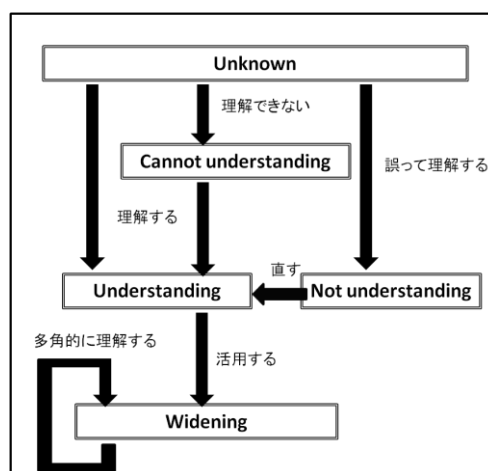 Unknown
理解できない
Cannot understanding
誤って理解する
理解する
直す
Understanding
Not understanding
多角的に理解する
活用する
Widening